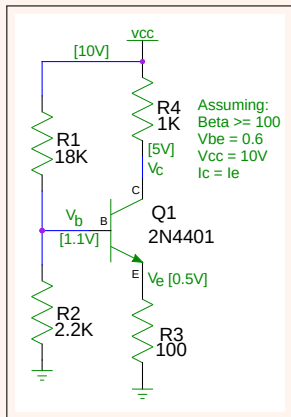 vcc
[10V]
R4
1K
Assuming:
Beta >= 100
Vbe = 0.6
Vcc = 10V
Ic = Ie
R1
18K
[5V]
Vc
C
Q1
2N4401
Vb
B
[1.1V]
E
Ve [0.5V]
R2
2.2K
R3
100